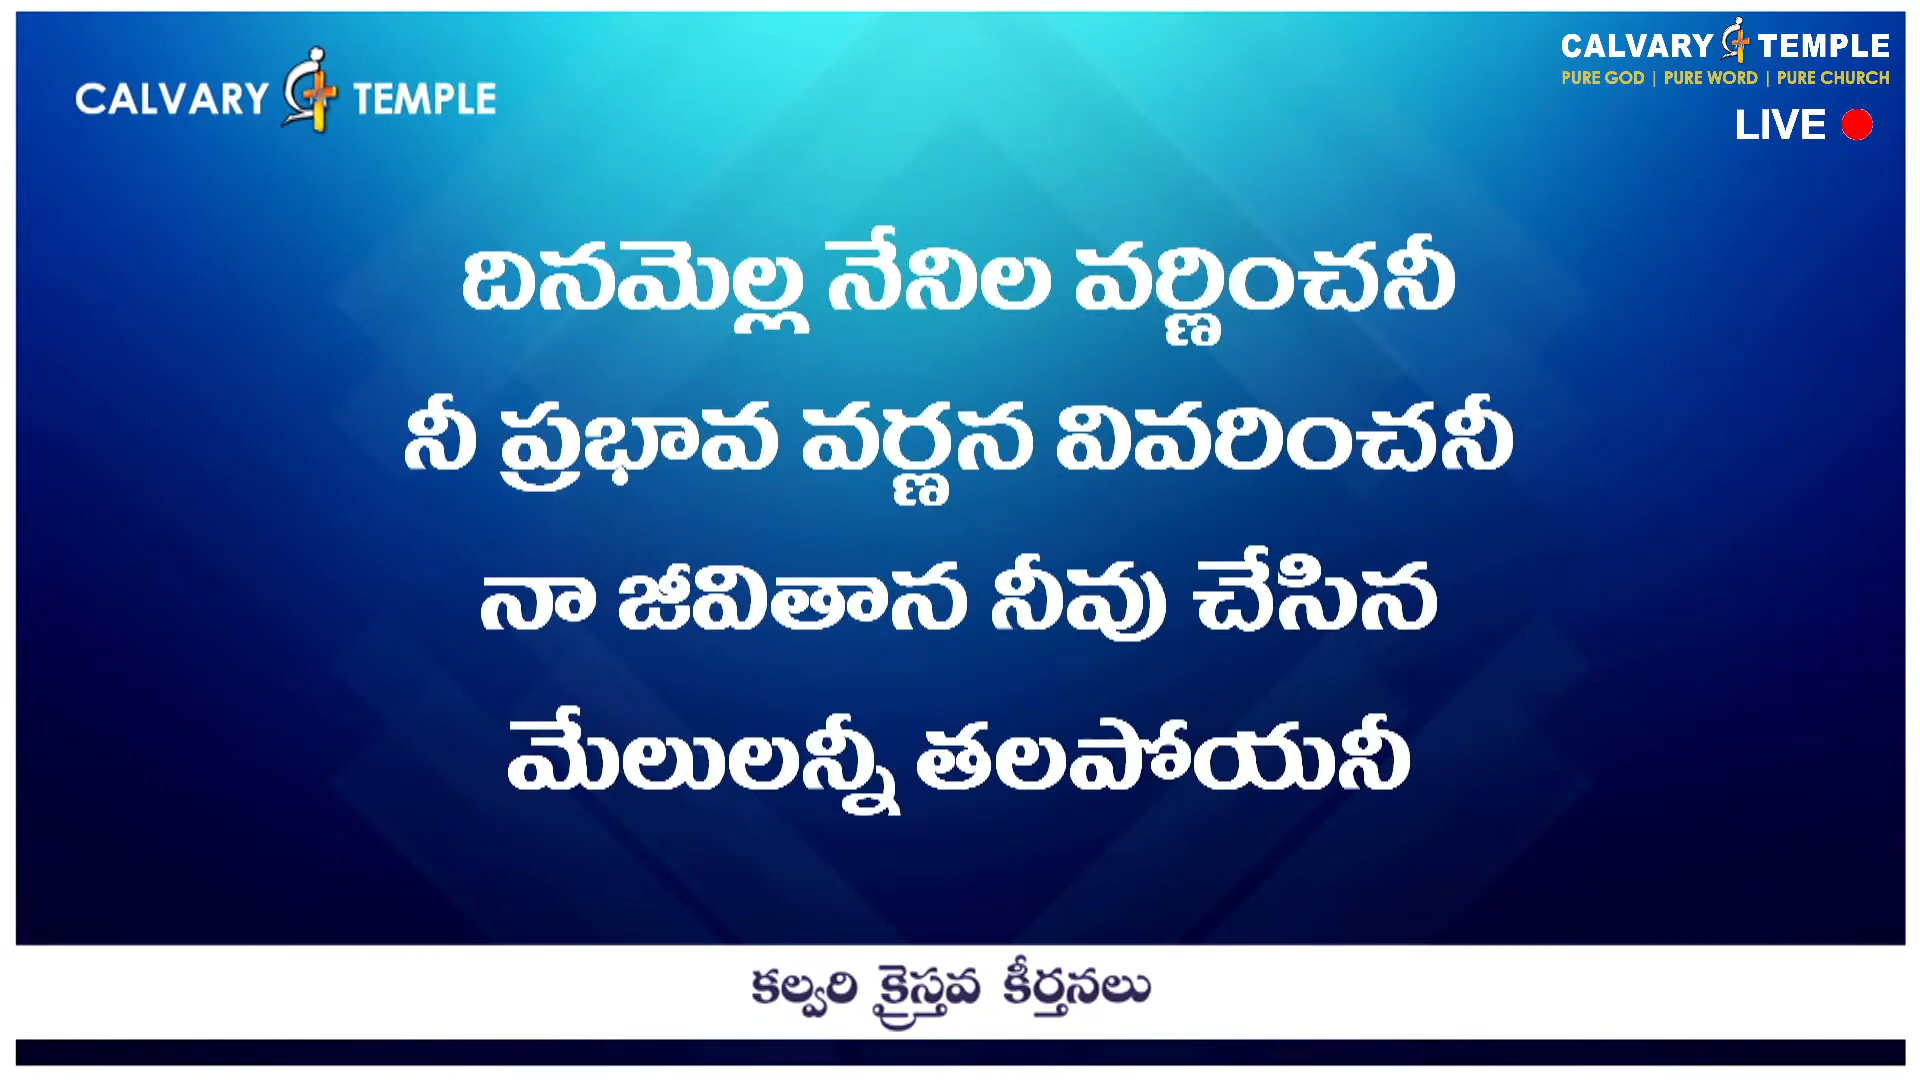 CALVARY TEMPLE
CALVARY TEMPLE
PURE GOD | PURE WORD | PURE CHURCH
LIVE
దినమెల్ల నేనిల వర్ణించనీ
నీ ప్రభావ వర్ణన వివరించనీ
నా జీవితాన నీవు చేసిన
మేలులన్నీ తలపోయనీ
కల్వరి క్రైస్తవ కీర్తనలు